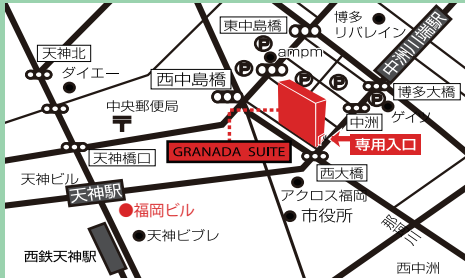 東中島橋
博多
リバレイン
中洲川端駅
天神北
ampm
P
P
P
P
P
ダイエー
西中島橋
博多大橋
中央郵便局
ゲイツ
中洲
専用入口
GRANADA SUITE
天神橋口
西大橋
天神ビル
アクロス福岡
天神駅
福岡ビル
市役所
那珂川
天神ビブレ
西鉄天神駅
西中洲